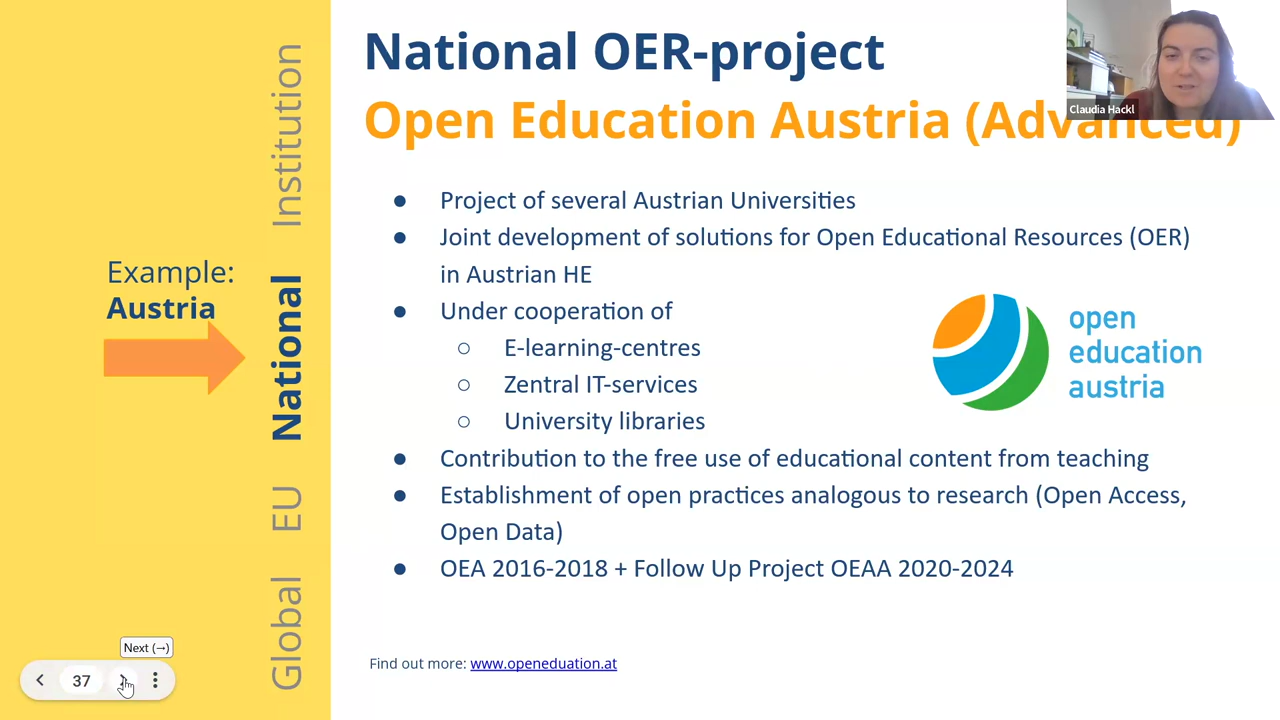 National OER-project
Open Education Austria (Advanced)
Claudia Hackl
Institution
National
EU
Global
Example:
Austria
● Project of several Austrian Universities
● Joint development of solutions for Open Educational Resources (OER)
in Austrian HE
● Under cooperation of
○ E-learning-centres
○ Zentral IT-services
○ University libraries
● Contribution to the free use of educational content from teaching
● Establishment of open practices analogous to research (Open Access,
Open Data)
● OEA 2016-2018 + Follow Up Project OEAA 2020-2024
open
education
austria
Find out more: www.openeduation.at
Next (→)
37